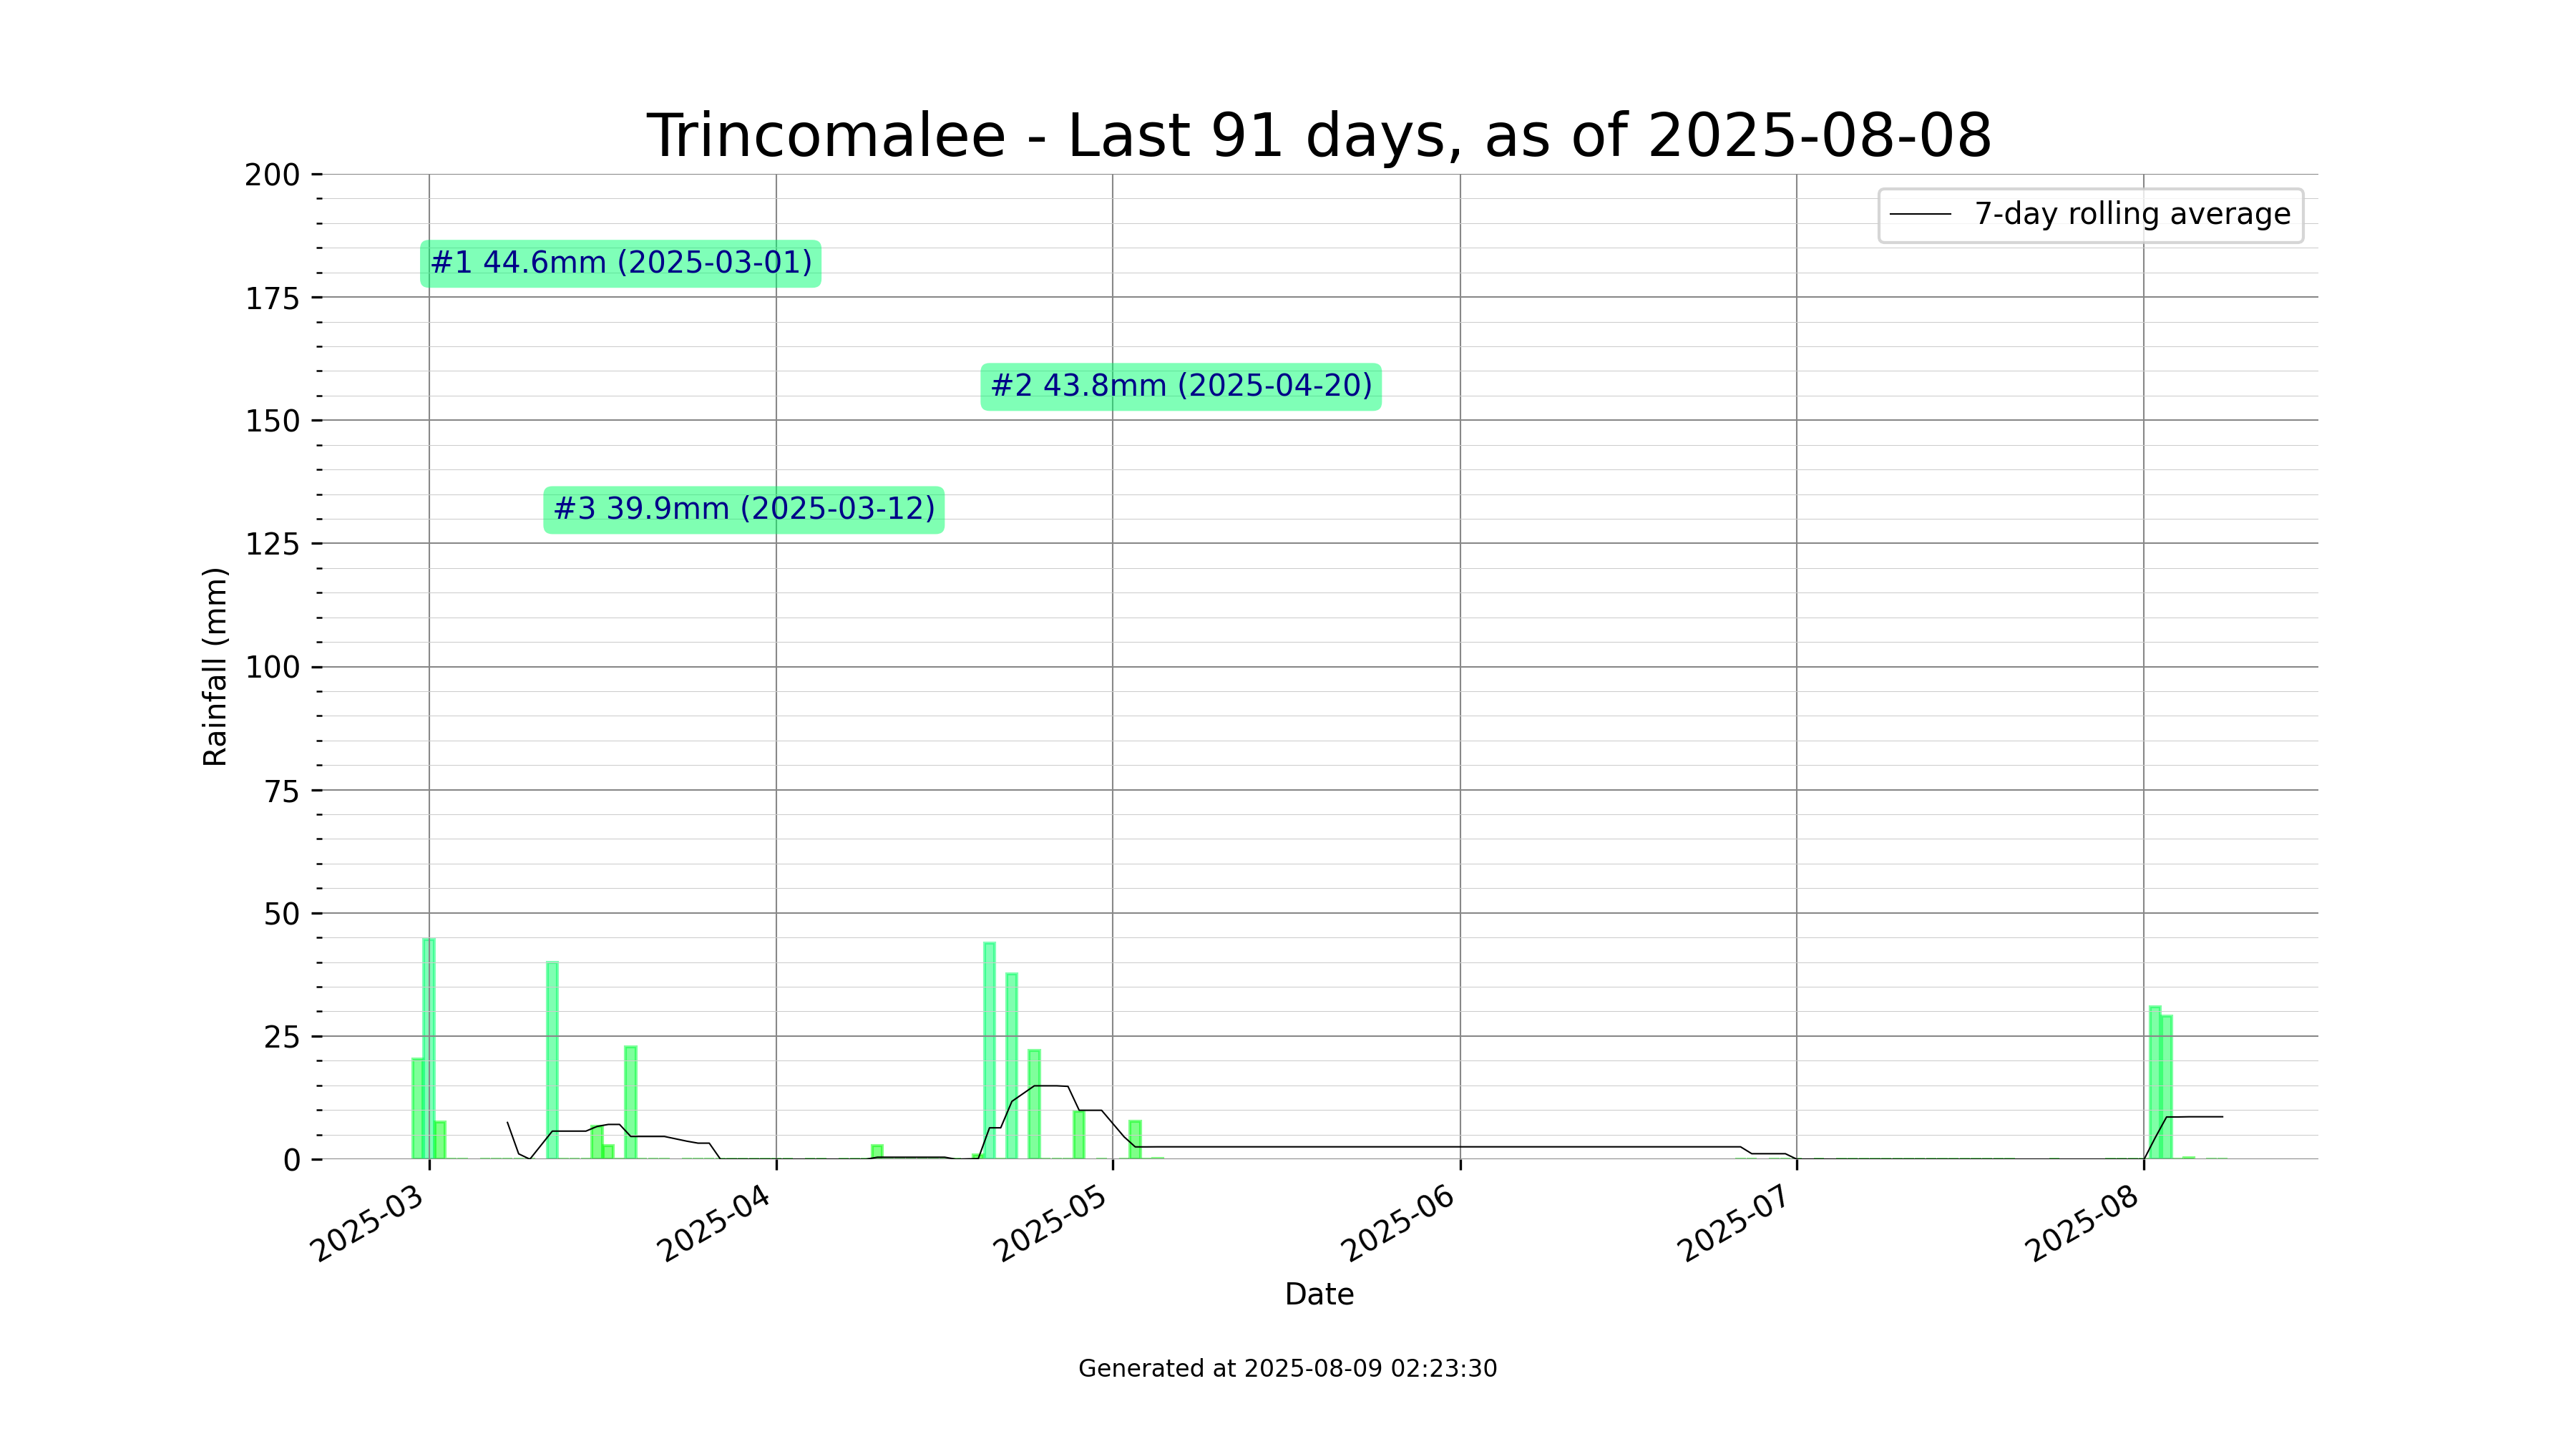 Trincomalee - Last 91 days, as of 2025-08-08
200
175
150
125
100
75
50
25
0
Rainfall (mm)
7-day rolling average
#1 44.6mm (2025-03-01)
#2 43.8mm (2025-04-20)
#3 39.9mm (2025-03-12)
2025-03
2025-04
2025-05
2025-06
2025-07
2025-08
Date
Generated at 2025-08-09 02:23:30